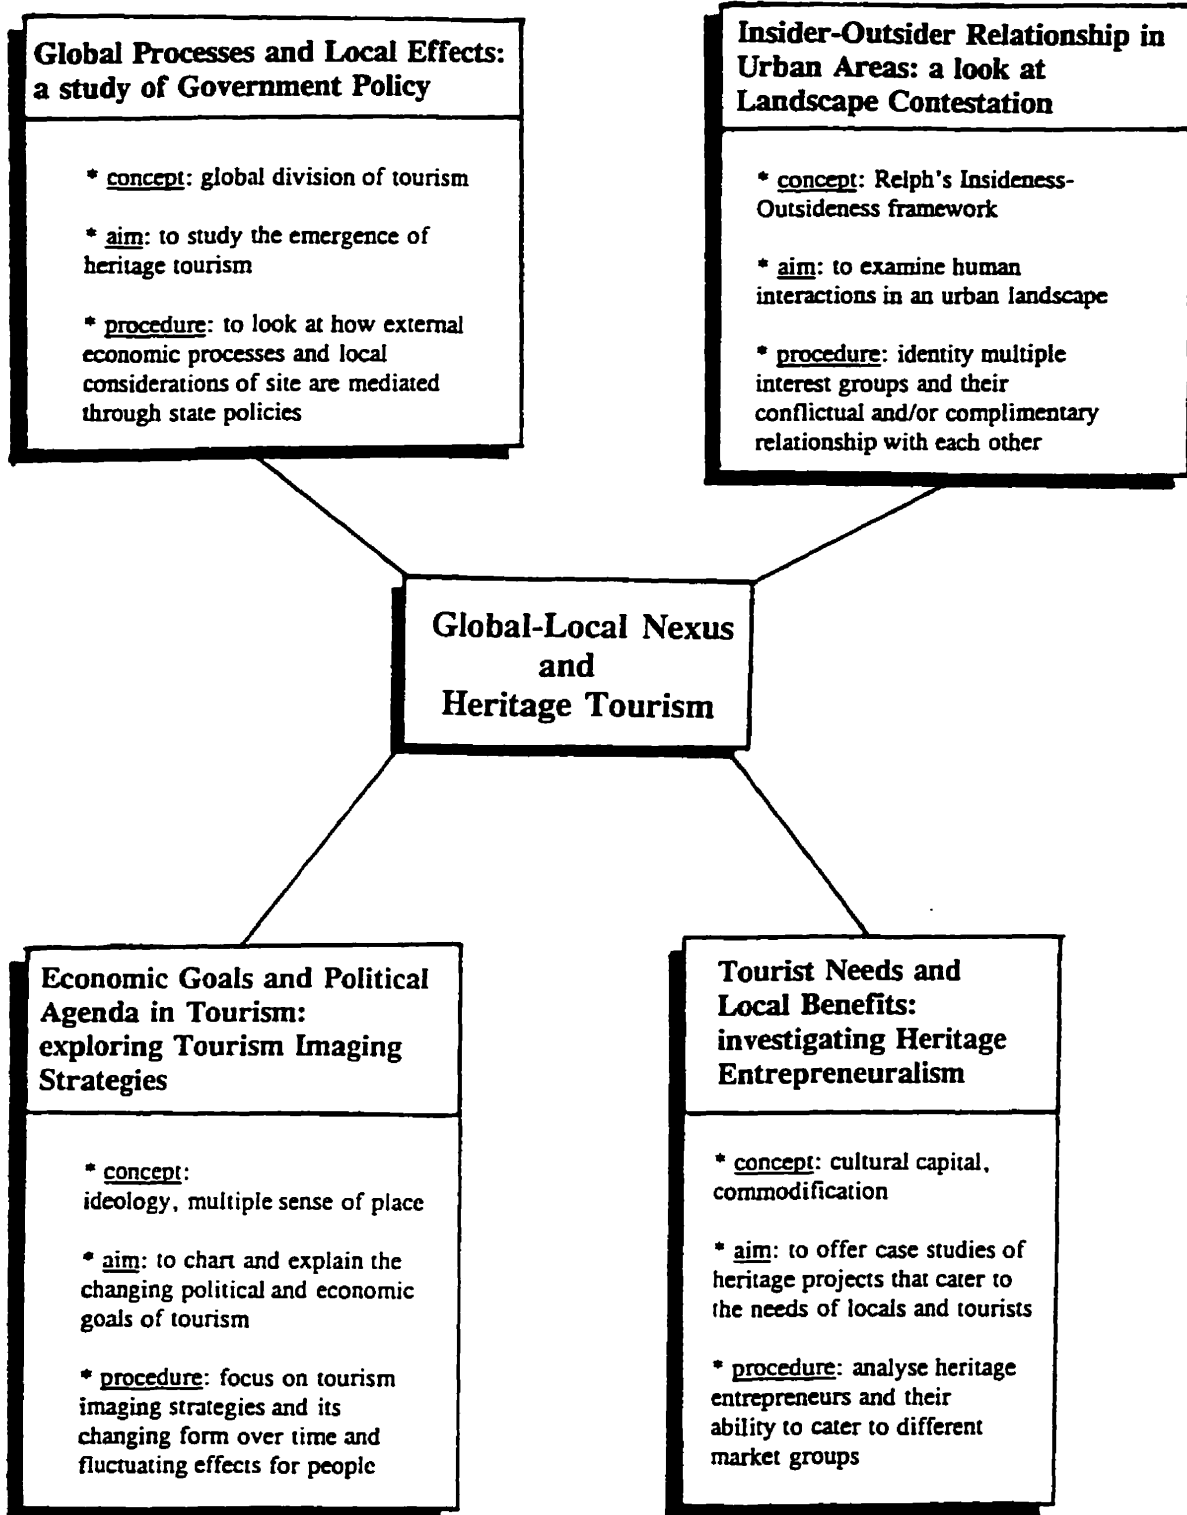 Global Processes and Local Effects:
a study of Government Policy
* concept: global division of tourism
* aim: to study the emergence of
heritage tourism
* procedure: to look at how external
economic processes and local
considerations of site are mediated
through state policies
Insider-Outsider Relationship in
Urban Areas: a look at
Landscape Contestation
* concept: Relph's Insideness-
Outsideness framework
* aim: to examine human
interactions in an urban landscape
* procedure: identity multiple
interest groups and their
conflictual and/or complimentary
relationship with each other
Global-Local Nexus
and
Heritage Tourism
Economic Goals and Political
Agenda in Tourism:
exploring Tourism Imaging
Strategies
* concept:
ideology, multiple sense of place
* aim: to chart and explain the
changing political and economic
goals of tourism
* procedure: focus on tourism
imaging strategies and its
changing form over time and
fluctuating effects for people
Tourist Needs and
Local Benefits:
investigating Heritage
Entrepreneuralism
* concept: cultural capital,
commodification
* aim: to offer case studies of
heritage projects that cater to
the needs of locals and tourists
* procedure: analyse heritage
entrepreneurs and their
ability to cater to different
market groups